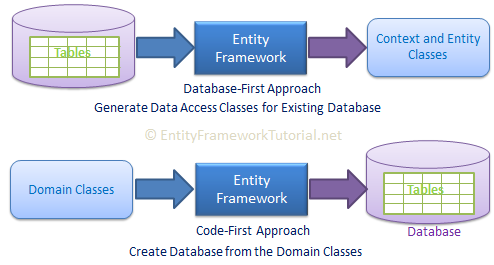 Tables
Entity
Framework
Context and Entity
Classes
Database-First Approach
Generate Data Access Classes for Existing Database
© EntityFrameworkTutorial.net
Domain Classes
Entity
Framework
Tables
Database
Code-First Approach
Create Database from the Domain Classes